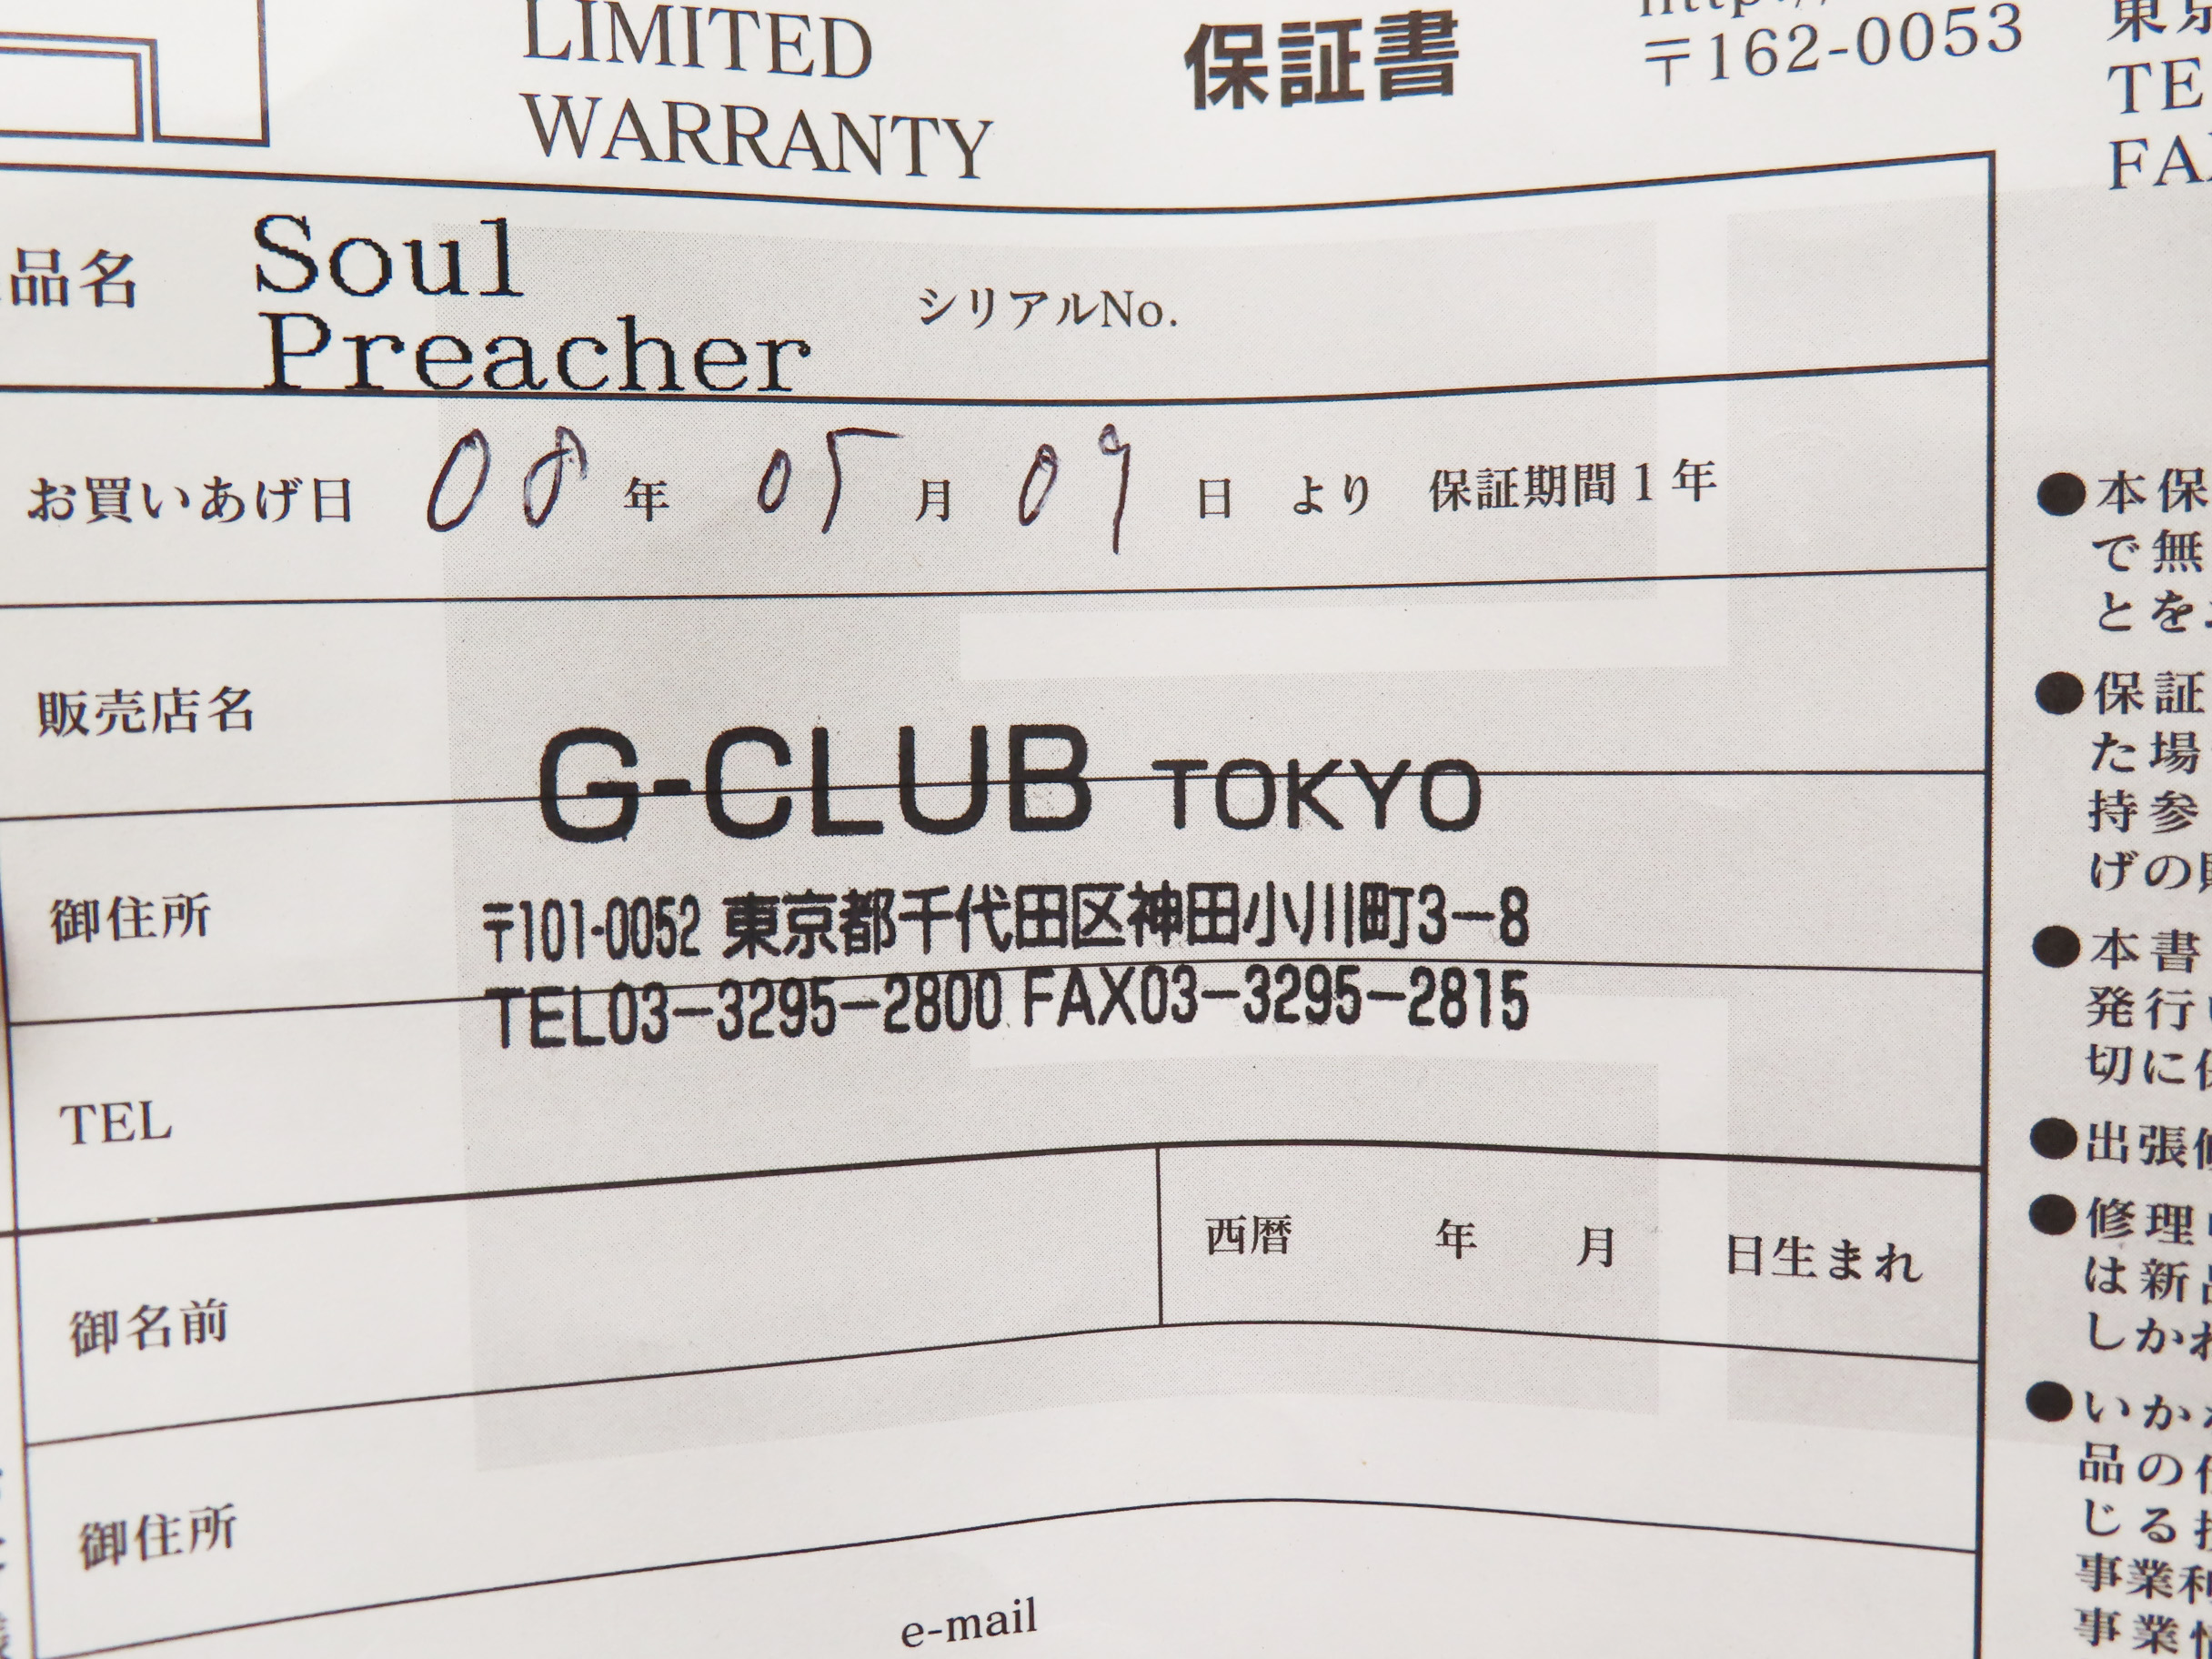 LIMITED
WARRANTY
保証書
〒162-0053
東京
TE
FAX
品名
Soul
Preacher
シリアルNo.
お買いあげ日 08 年 05 月 09 日 より 保証期間1年
販売店名
G-CLUB TOKYO
御住所
〒101-0052 東京都千代田区神田小川町3-8
TEL03-3295-2800 FAX03-3295-2815
TEL
御名前
西暦 年 月 日生まれ
御住所
e-mail
●本保
で無
とを
●保証
た場
持参
げの
●本書
発行
切に
●出張
●修理
は新
しか
●いか
品の
じる
事業
事業